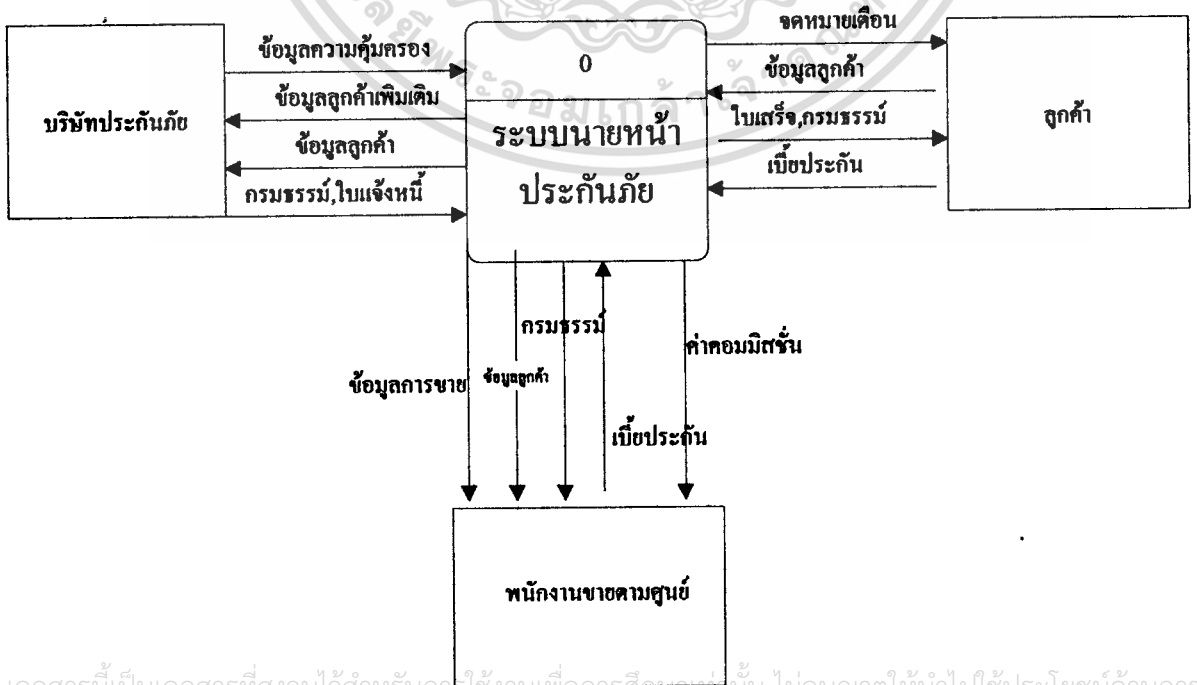 จดหมายเตือน
ข้อมูลความคุ้มครอง
0
ข้อมูลลูกค้า
ข้อมูลลูกค้าเพิ่มเติม
บริษัทประกันภัย
ระบบนายหน้า
ประกันภัย
ใบเสร็จ,กรมธรรม์
ลูกค้า
ข้อมูลลูกค้า
เบี้ยประกัน
กรมธรรม์,ใบแจ้งหนี้
กรมธรรม์
ค่าคอมมิสชั่น
ข้อมูลการขาย
ข้อมูลลูกค้า
เบี้ยประกัน
พนักงานขายตามศูนย์